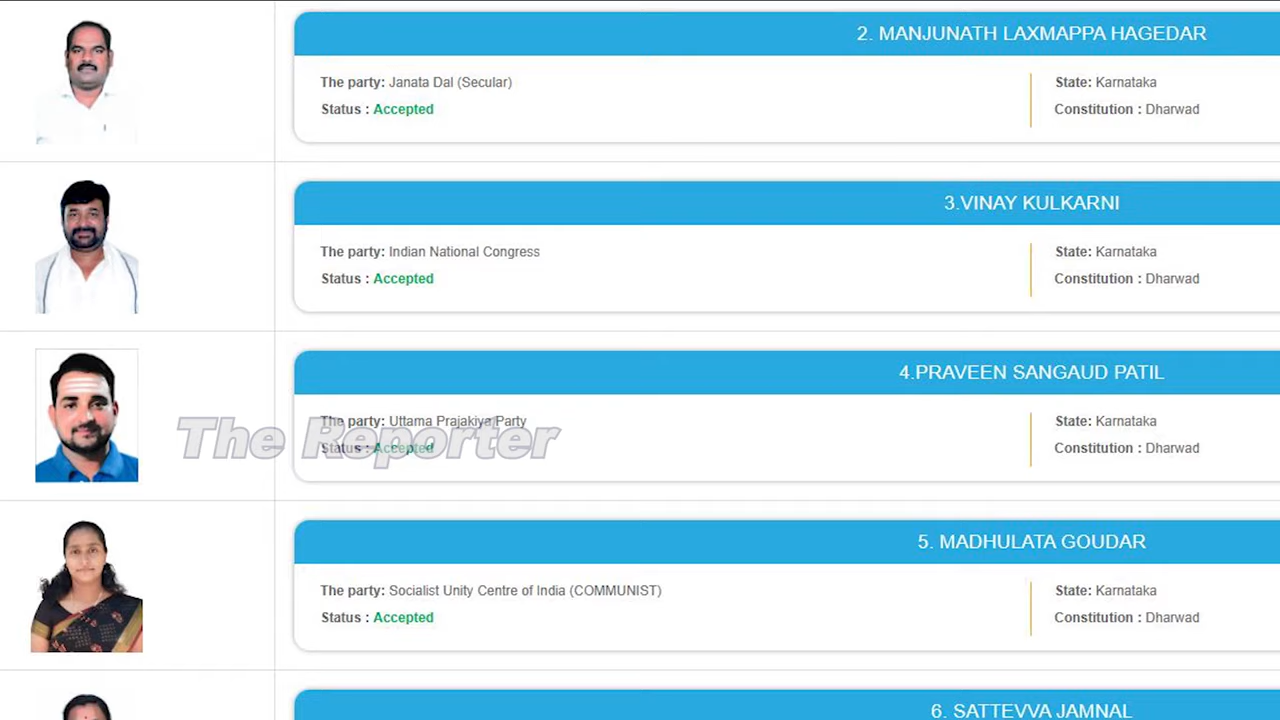 2. MANJUNATH LAXMAPPA HAGEDAR
The party: Janata Dal (Secular)
State: Karnataka
Status : Accepted
Constitution : Dharwad
3.VINAY KULKARNI
The party: Indian National Congress
State: Karnataka
Status : Accepted
Constitution : Dharwad
4.PRAVEEN SANGAUD PATIL
The party: Uttama Prajakiya Party
State: Karnataka
Status : Accepted
Constitution : Dharwad
The Reporter
5. MADHULATA GOUDAR
The party: Socialist Unity Centre of India (COMMUNIST)
State: Karnataka
Status : Accepted
Constitution : Dharwad
6. SATTEVVA JAMNAL